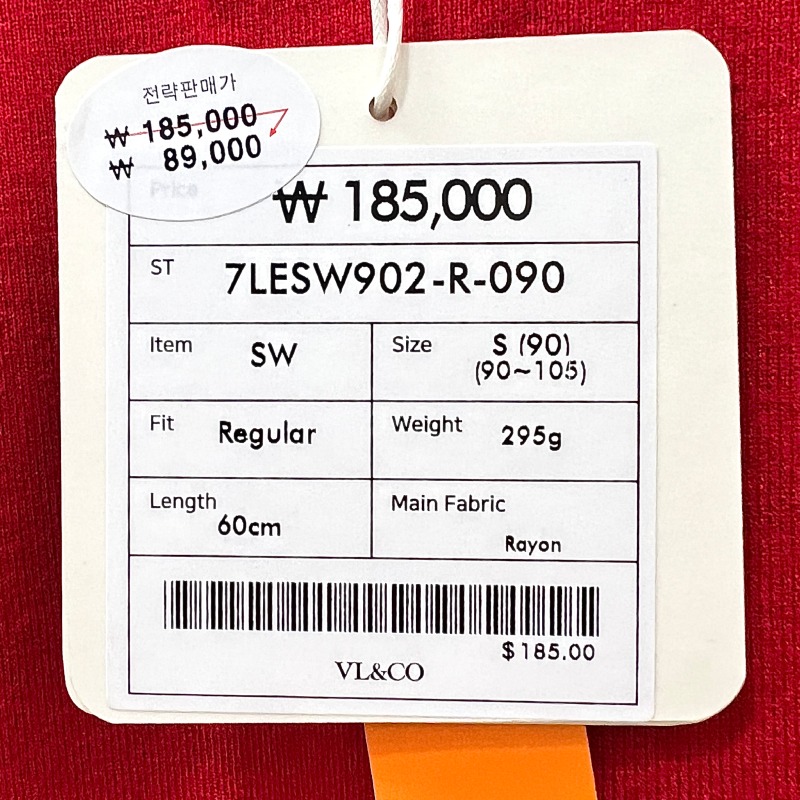 전략판매가
₩ 185,000
₩ 89,000
Price
₩ 185,000
ST
7LESW902-R-090
Item SW
Size S (90)
(90~105)
Fit Regular
Weight 295g
Length
60cm
Main Fabric
Rayon
$185.00
VL&CO